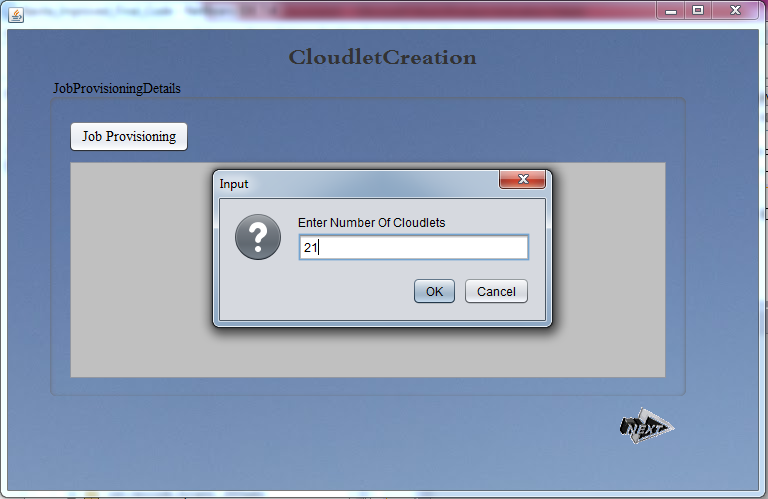 CloudletCreation
JobProvisioningDetails
Job Provisioning
Input
Enter Number Of Cloudlets
21
OK Cancel
NEXT